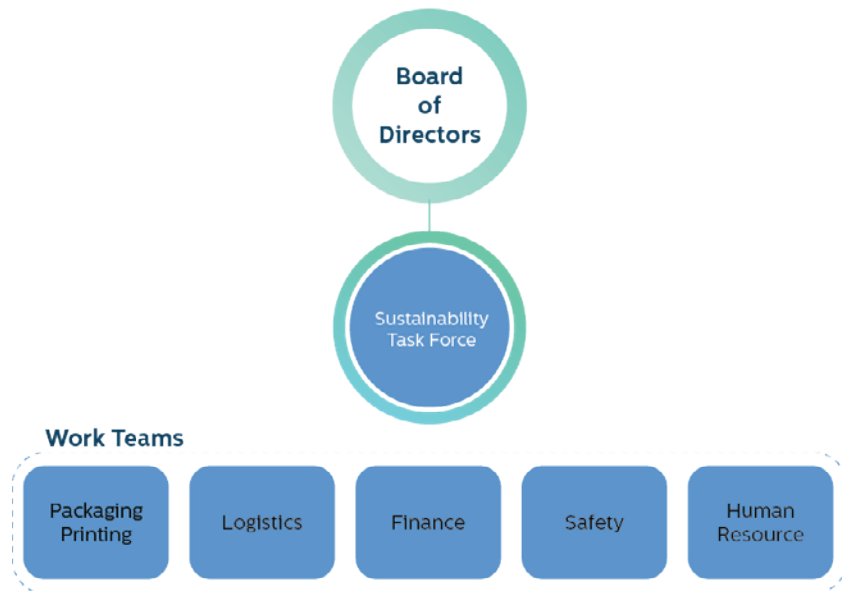 Board
of
Directors
Sustainability
Task Force
Work Teams
Packaging
Printing
Logistics
Finance
Safety
Human
Resource